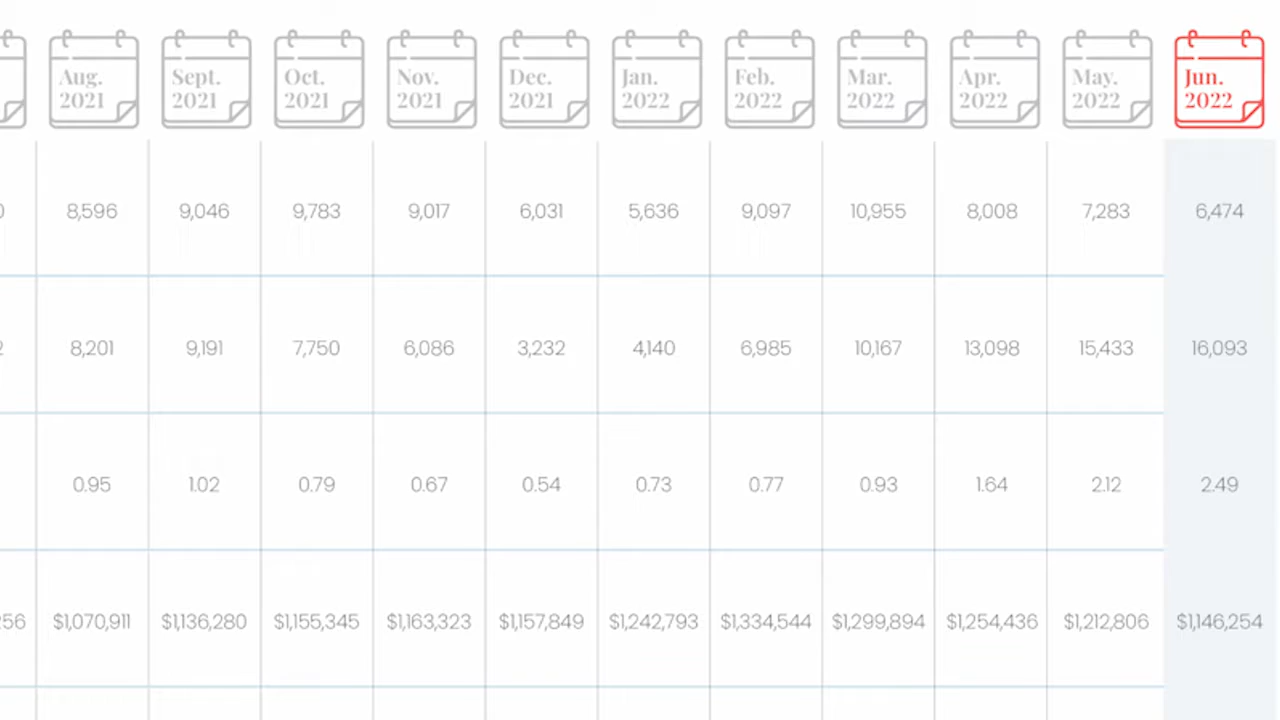 Aug. Sept. Oct. Nov. Dec. Jan. Feb. Mar. Apr. May. Jun.
2021 2021 2021 2021 2021 2022 2022 2022 2022 2022 2022
0 8,596 9,046 9,783 9,017 6,031 5,636 9,097 10,955 8,008 7,283 6,474
2 8,201 9,191 7,750 6,086 3,232 4,140 6,985 10,167 13,098 15,433 16,093
0.95 1.02 0.79 0.67 0.54 0.73 0.77 0.93 1.64 2.12 2.49
256 $1,070,911 $1,136,280 $1,155,345 $1,163,323 $1,157,849 $1,242,793 $1,334,544 $1,299,894 $1,254,436 $1,212,806 $1,146,254